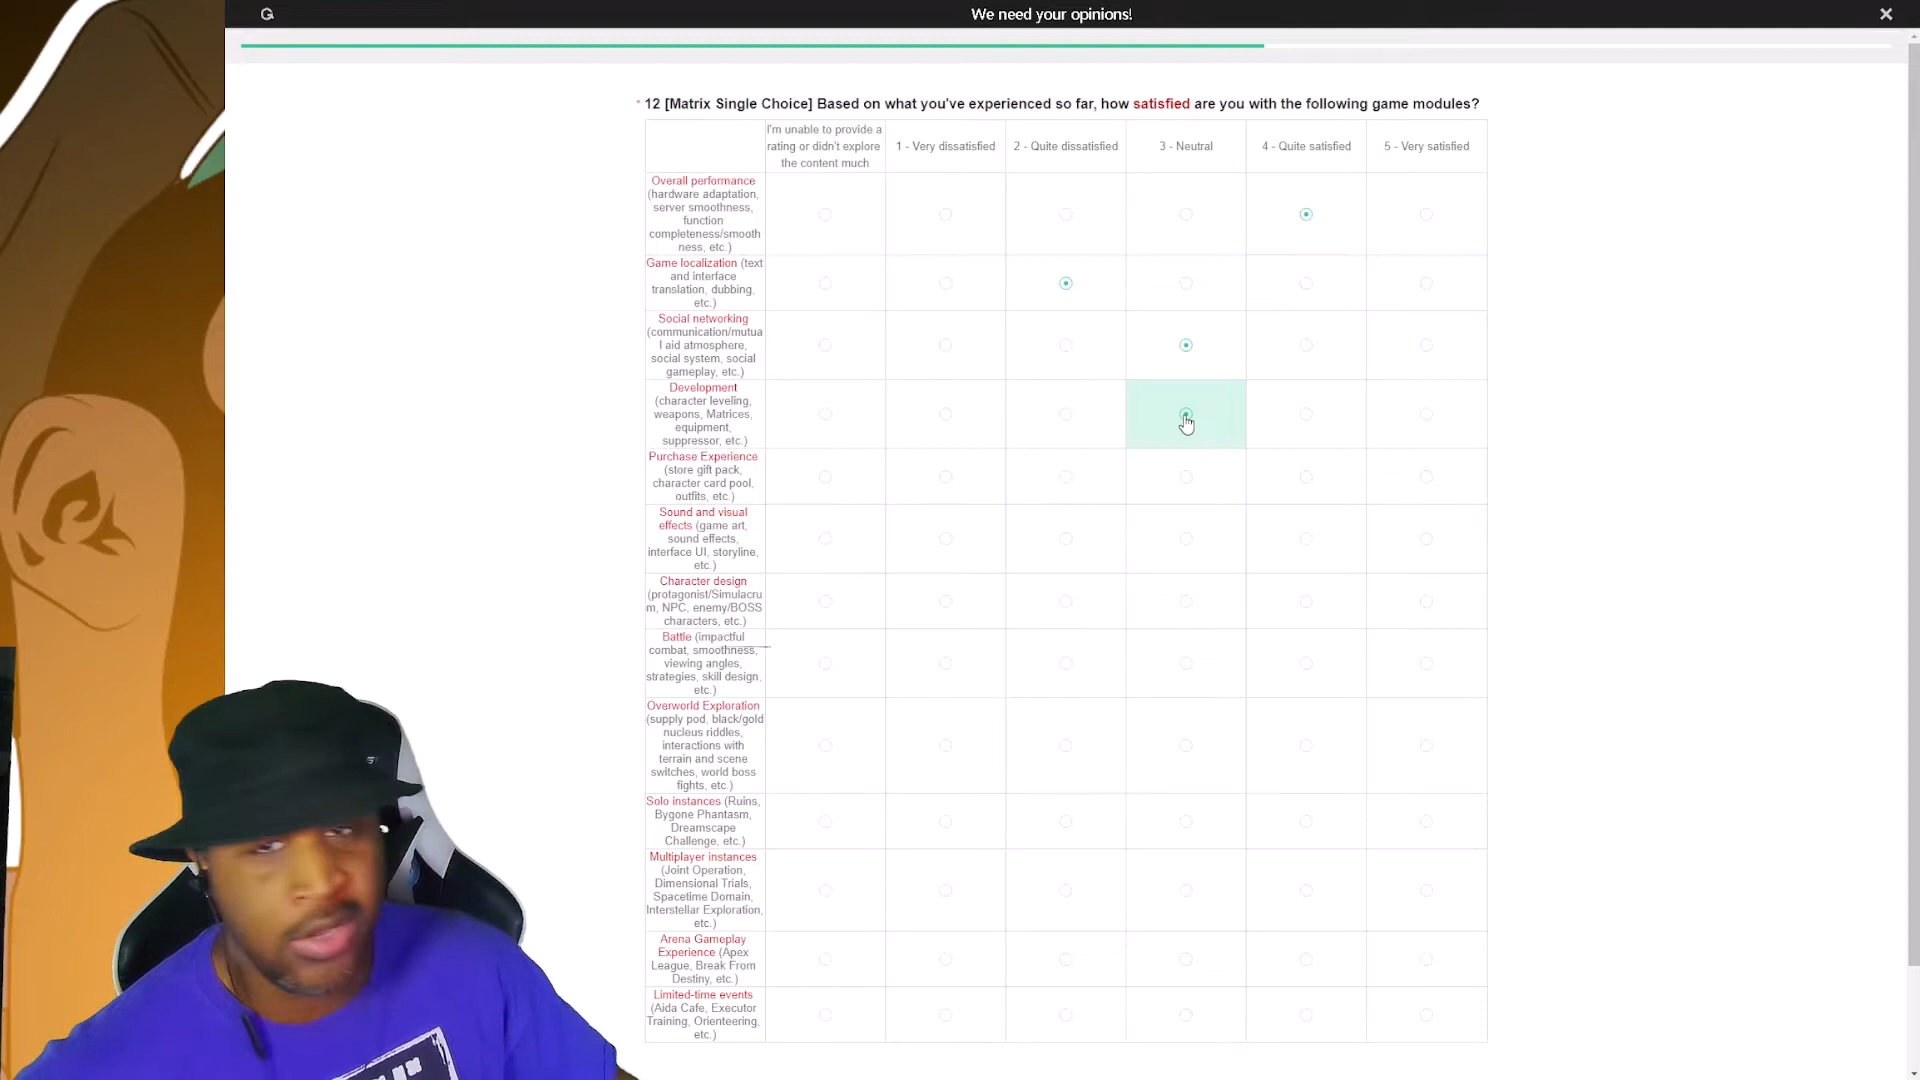 We need your opinions!
* 12 [Matrix Single Choice] Based on what you've experienced so far, how satisfied are you with the following game modules?
I'm unable to provide a
rating or didn't explore
the content much
1 - Very dissatisfied
2 - Quite dissatisfied
3 - Neutral
4 - Quite satisfied
5 - Very satisfied
Overall performance
(hardware adaptation,
server smoothness,
function
completeness/smooth
ness, etc.)
Game localization (text
and interface
translation, dubbing,
etc.)
Social networking
(communication/mutua
l aid atmosphere,
social system, social
gameplay, etc.)
Development
(character leveling,
weapons, Matrices,
equipment,
suppressor, etc.)
Purchase Experience
(store gift pack,
character card pool,
outfits, etc.)
Sound and visual
effects (game art,
sound effects,
interface UI, storyline,
etc.)
Character design
(protagonist/Simulacru
m, NPC, enemy/BOSS
characters, etc.)
Battle (impactful
combat, smoothness,
viewing angles,
strategies, skill design,
etc.)
Overworld Exploration
(supply pod, black/gold
nucleus riddles,
interactions with
terrain and scene
switches, world boss
fights, etc.)
Solo instances (Ruins,
Bygone Phantasm,
Dreamscape
Challenge, etc.)
Multiplayer instances
(Joint Operation,
Dimensional Trials,
Spacetime Domain,
Interstellar Exploration,
etc.)
Arena Gameplay
Experience (Apex
League, Break From
Destiny, etc.)
Limited-time events
(Aida Cafe, Executor
Training, Orienteering,
etc.)